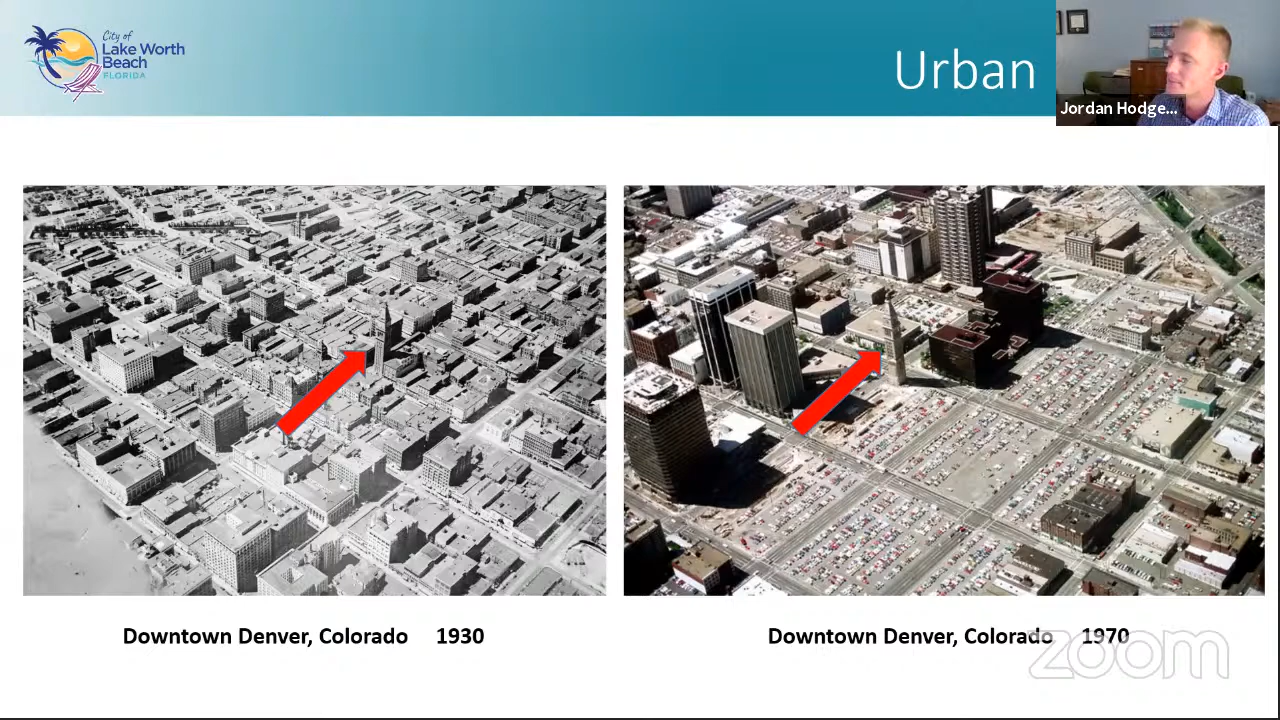 City of
Lake Worth
Beach
FLORIDA
Urban
Jordan Hodge...
Downtown Denver, Colorado 1930
Downtown Denver, Colorado 1970
zoom